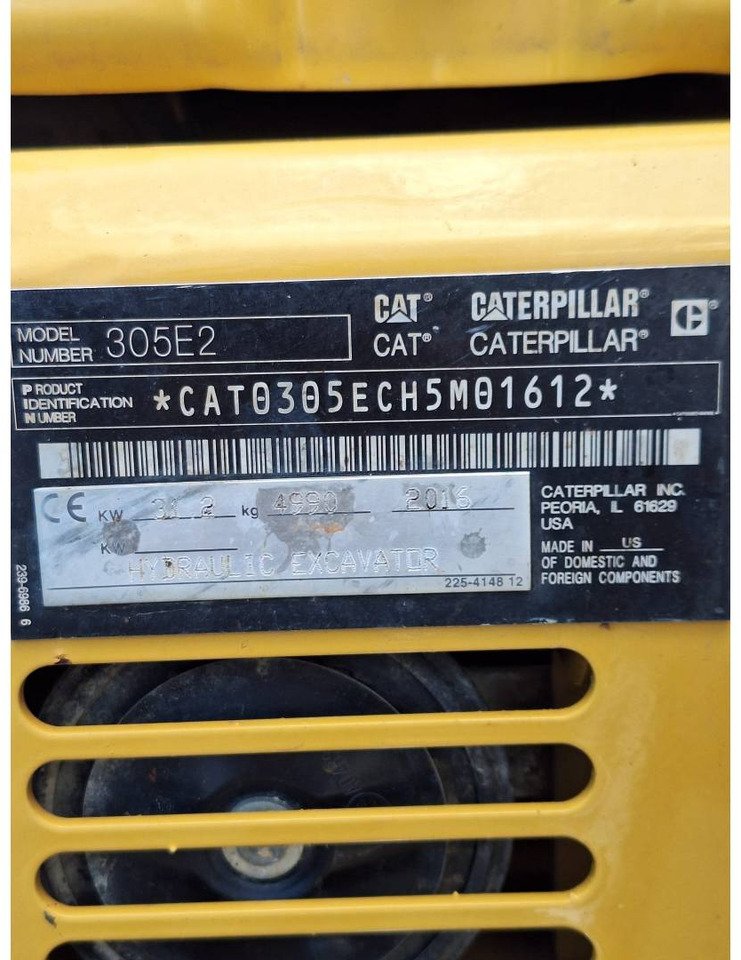 CAT® CATERPILLAR®
MODEL NUMBER 305E2 CAT® CATERPILLAR®
PRODUCT IDENTIFICATION NUMBER *CAT0305ECH5M01612*
CE KW 31.2 kg 4990 2016
KW
HYDRAULIC EXCAVATOR
225-4148 12
CATERPILLAR INC.
PEORIA, IL 61629
USA
MADE IN US
OF DOMESTIC AND
FOREIGN COMPONENTS
239-6986 6